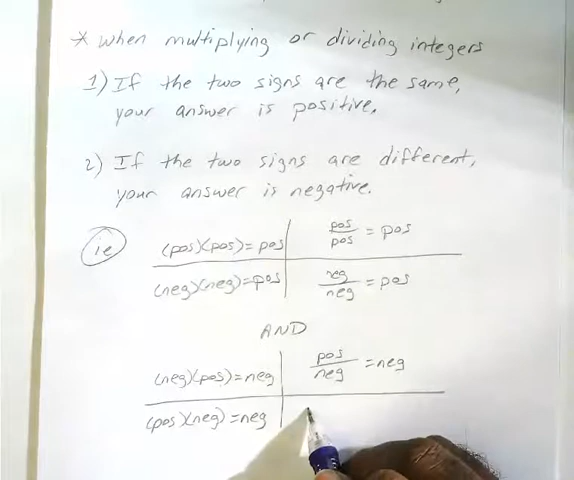 * When multiplying or dividing integers
1) If the two signs are the same,
your answer is positive.
2) If the two signs are different,
your answer is negative.
ie
(pos)(pos) = pos | pos/pos = pos
(neg)(neg) = pos | neg/neg = pos
AND
(neg)(pos) = neg | pos/neg = neg
(pos)(neg) = neg |